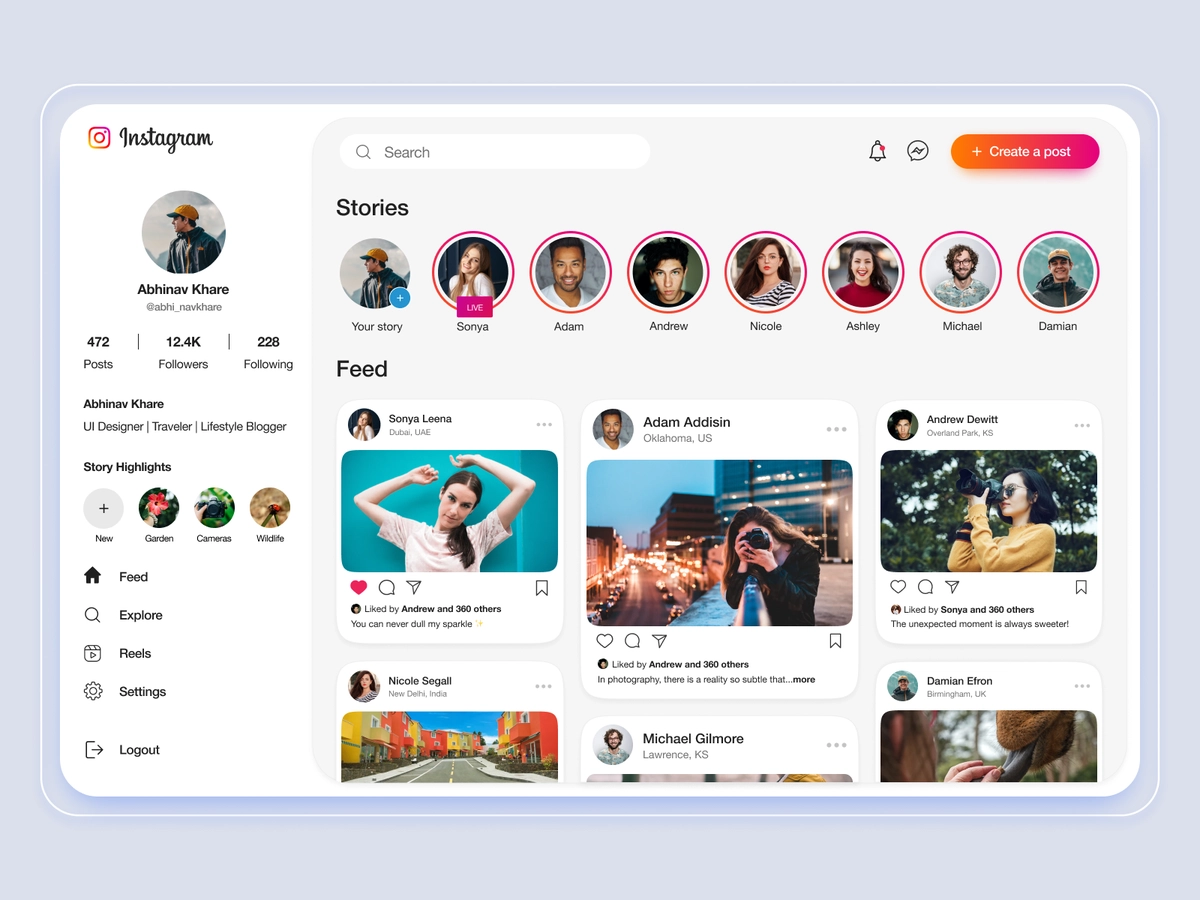 Instagram
Abhinav Khare
@abhi_navkhare
472 12.4K 228
Posts Followers Following
Abhinav Khare
UI Designer | Traveler | Lifestyle Blogger
Story Highlights
+
New Garden Cameras Wildlife
Feed
Explore
Reels
Settings
Logout
Search
+ Create a post
Stories
+
LIVE
Your story Sonya Adam Andrew Nicole Ashley Michael Damian
Feed
Sonya Leena
Dubai, UAE
Liked by Andrew and 360 others
You can never dull my sparkle ✨
Nicole Segall
New Delhi, India
Adam Addisin
Oklahoma, US
Liked by Andrew and 360 others
In photography, there is a reality so subtle that...more
Michael Gilmore
Lawrence, KS
Andrew Dewitt
Overland Park, KS
Liked by Sonya and 360 others
The unexpected moment is always sweeter!
Damian Efron
Birmingham, UK